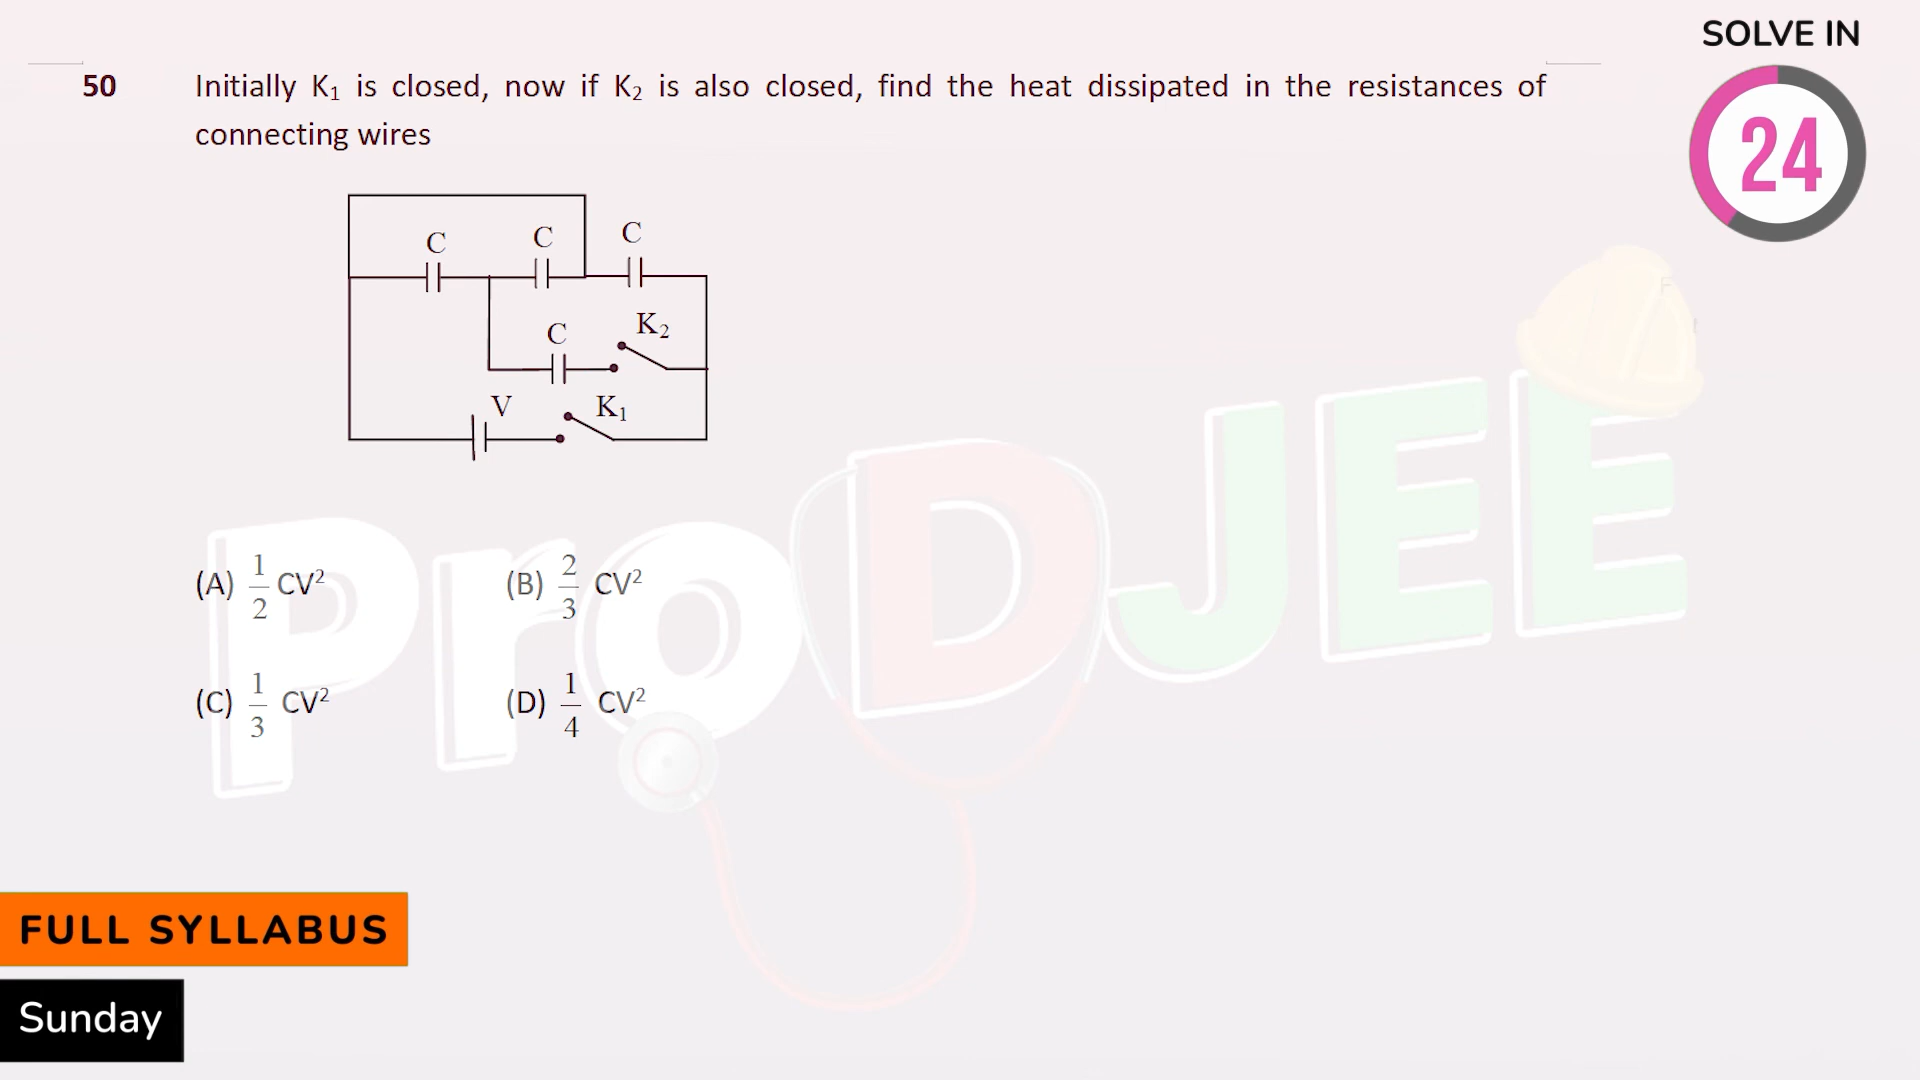 SOLVE IN
24
50 Initially K₁ is closed, now if K₂ is also closed, find the heat dissipated in the resistances of
connecting wires
C C C
C K₂
V K₁
(A) 1/2 CV² (B) 2/3 CV²
(C) 1/3 CV² (D) 1/4 CV²
ProDJEE
FULL SYLLABUS
Sunday